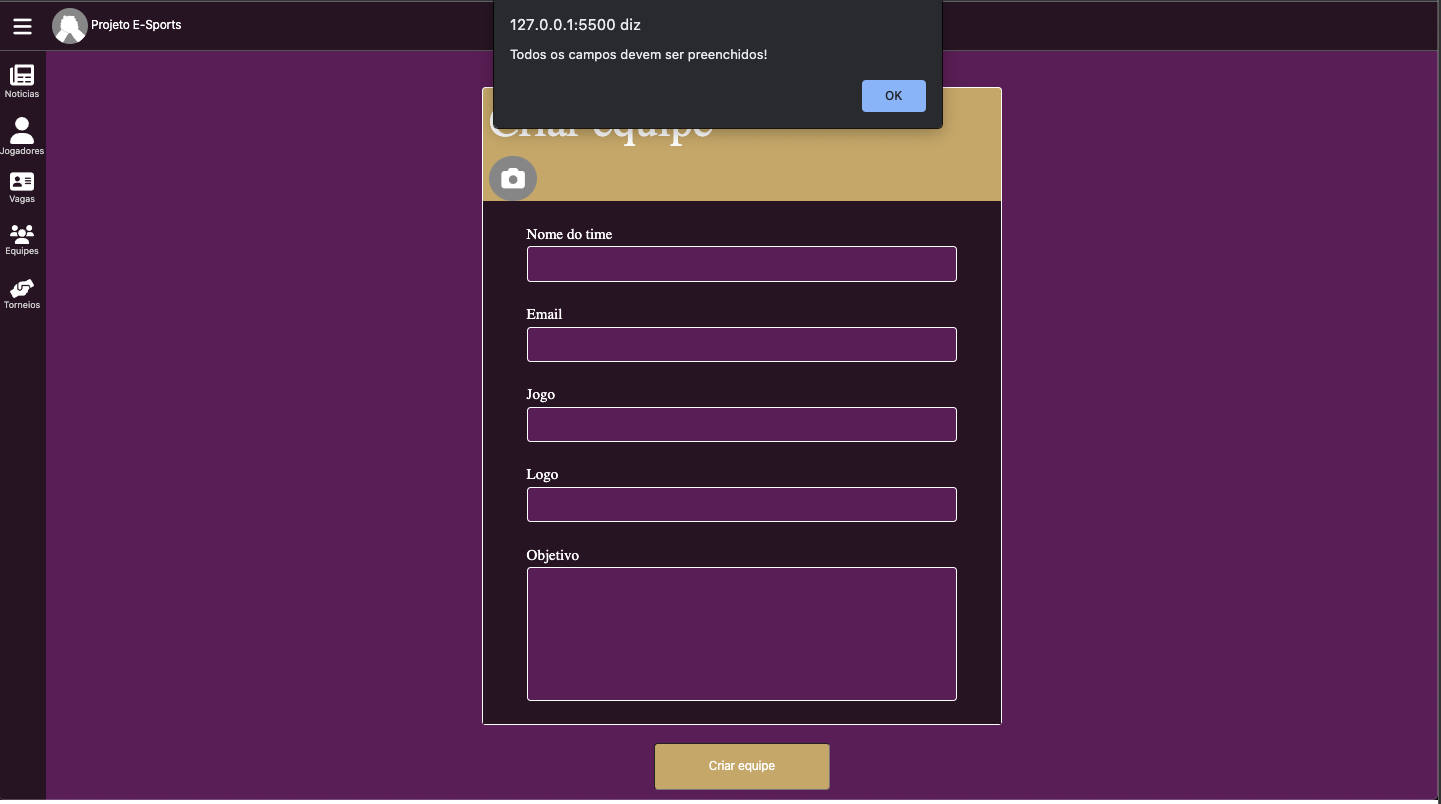 Projeto E-Sports
127.0.0.1:5500 diz
Todos os campos devem ser preenchidos!
OK
Notícias
Jogadores
Vagas
Equipes
Torneios
Criar equipe
Nome do time
Email
Jogo
Logo
Objetivo
Criar equipe